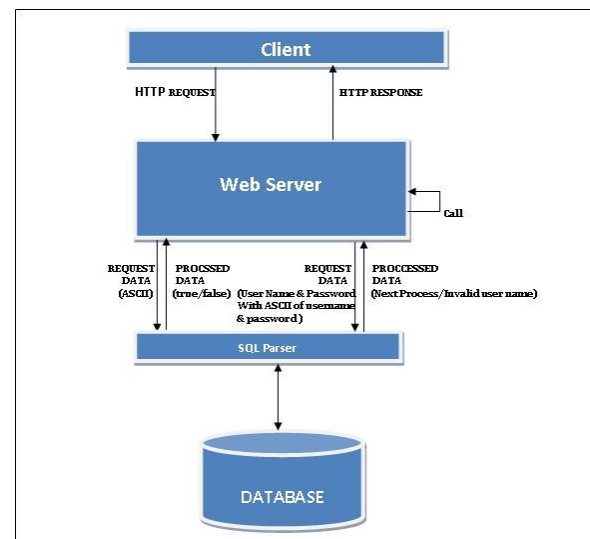 Client
HTTP REQUEST
HTTP RESPONSE
Web Server
Call
REQUEST
DATA
(ASCII)
PROCSSED
DATA
(true/false)
REQUEST
DATA
(User Name & Password
With ASCII of username
& password )
PROCCESSED
DATA
(Next Process/Invalid user name)
SQL Parser
DATABASE